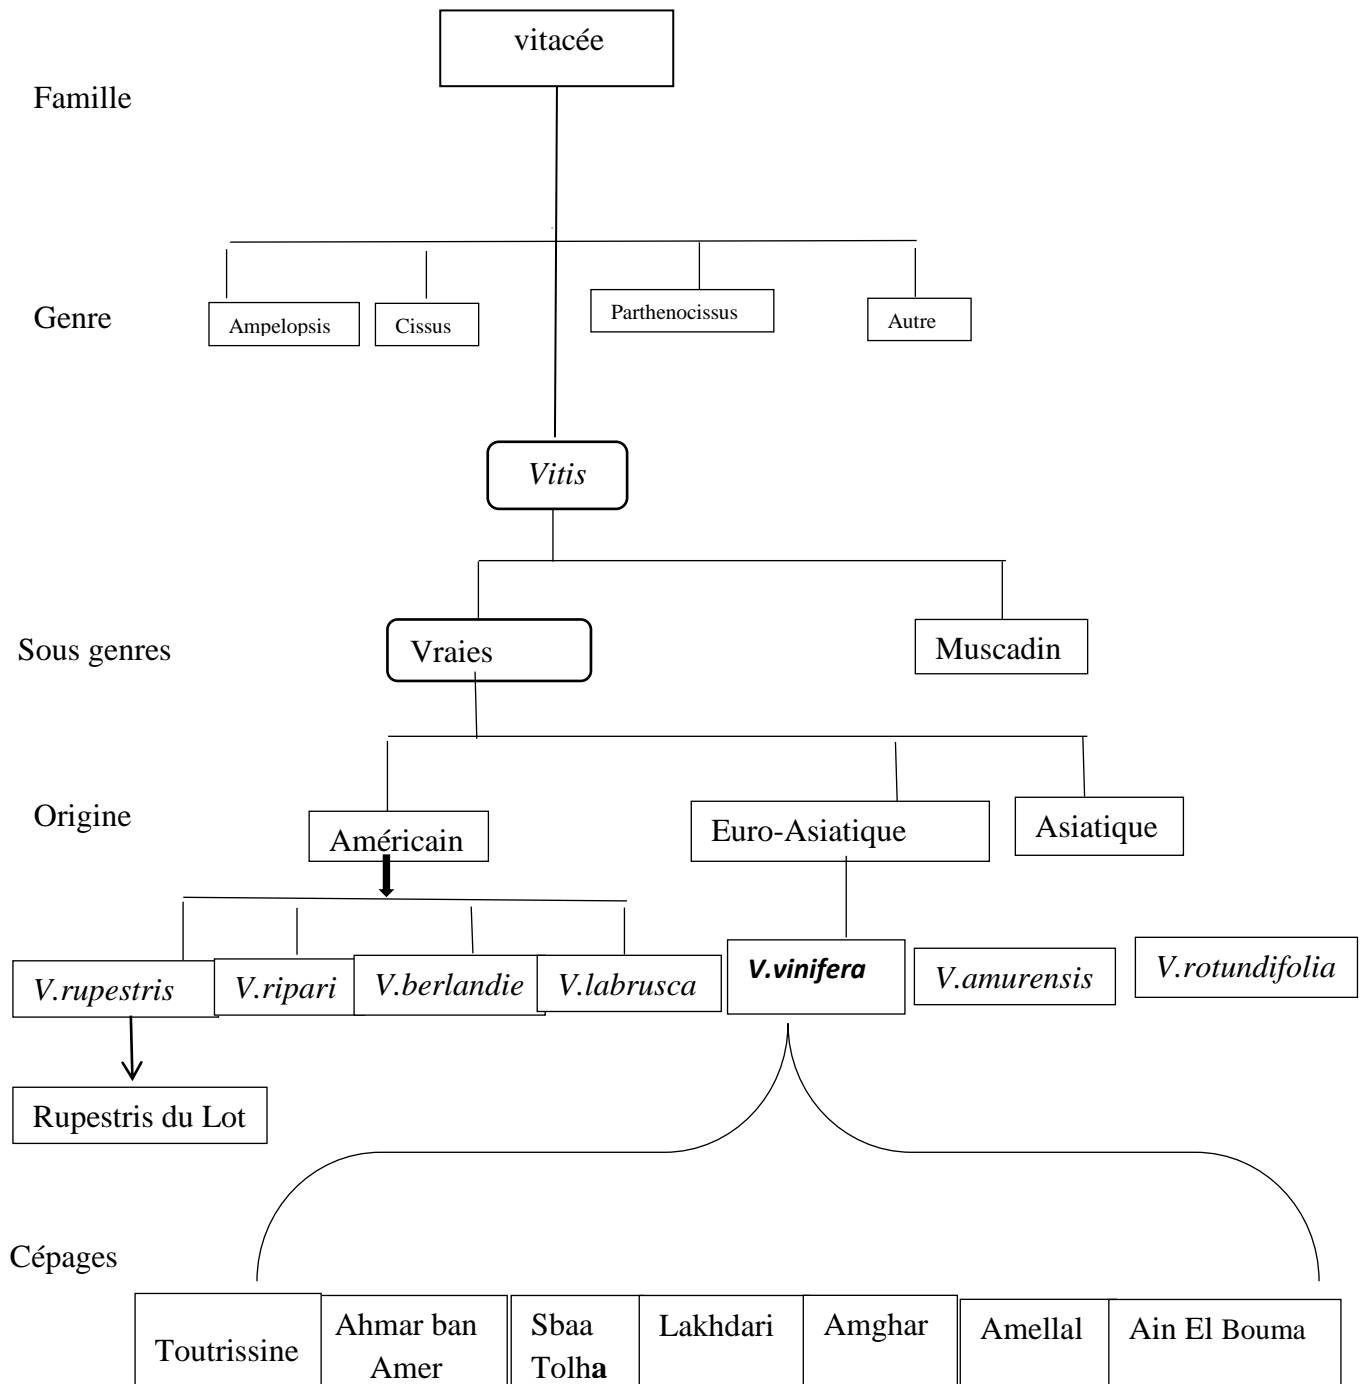 vitacée
Famille
Genre
Ampelopsis
Cissus
Parthenocissus
Autre
Vitis
Sous genres
Vraies
Muscadin
Origine
Américain
Euro-Asiatique
Asiatique
V.rupestris
V.ripari
V.berlandie
V.labrusca
V.vinifera
V.amurensis
V.rotundifolia
Rupestris du Lot
Cépages
Toutrissine
Ahmar ban
Amer
Sbaa
Tolha
Lakhdari
Amghar
Amellal
Ain El Bouma